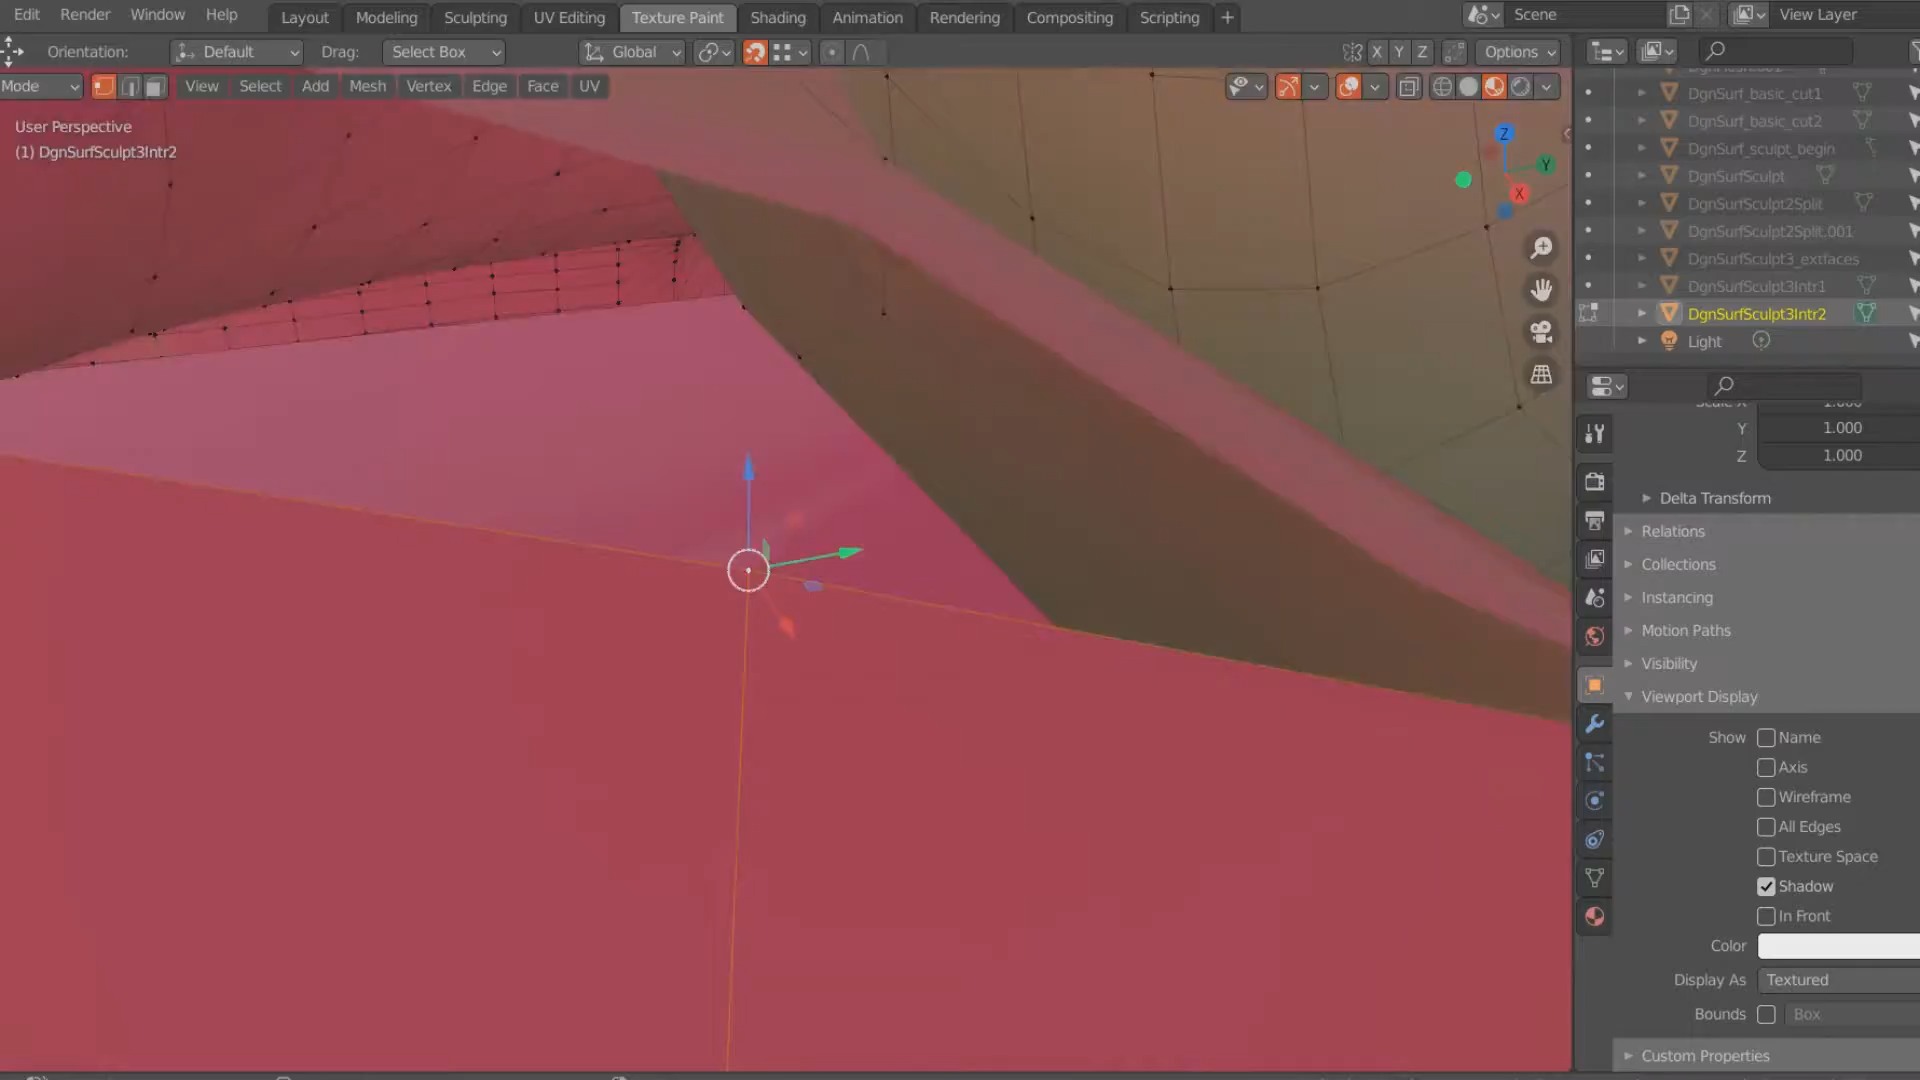 Edit Render Window Help Layout Modeling Sculpting UV Editing Texture Paint Shading Animation Rendering Compositing Scripting + Scene View Layer
Orientation: Default Drag: Select Box Global X Y Z Options
Mode View Select Add Mesh Vertex Edge Face UV
User Perspective
(1) DgnSurfSculpt3Intr2
Z
Y
X
DgnSurf_basic_cut1
DgnSurf_basic_cut2
DgnSurf_sculpt_begin
DgnSurfSculpt
DgnSurfSculpt2Split
DgnSurfSculpt2Split.001
DgnSurfSculpt3_extfaces
DgnSurfSculpt3Intr1
DgnSurfSculpt3Intr2
Light
Scale X 1.000
Y 1.000
Z 1.000
Delta Transform
Relations
Collections
Instancing
Motion Paths
Visibility
Viewport Display
Show Name
Axis
Wireframe
All Edges
Texture Space
Shadow
In Front
Color
Display As Textured
Bounds Box
Custom Properties